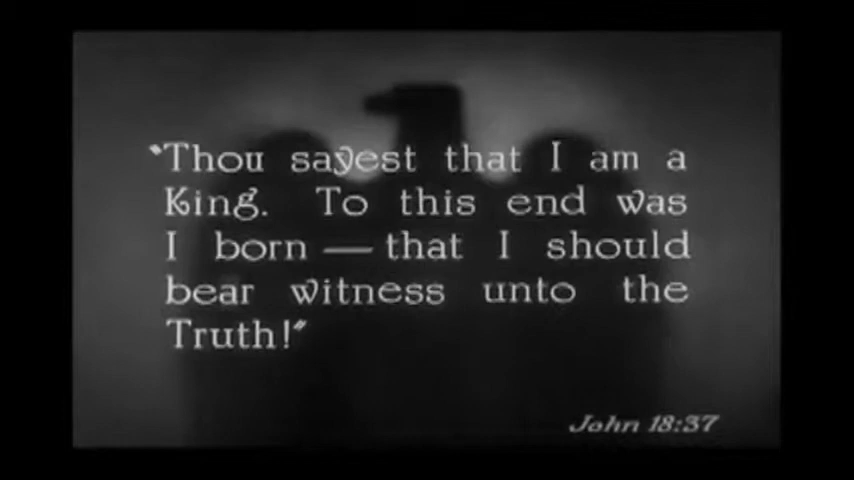 "Thou sayest that I am a
King. To this end was
I born — that I should
bear witness unto the
Truth!"
John 18:37